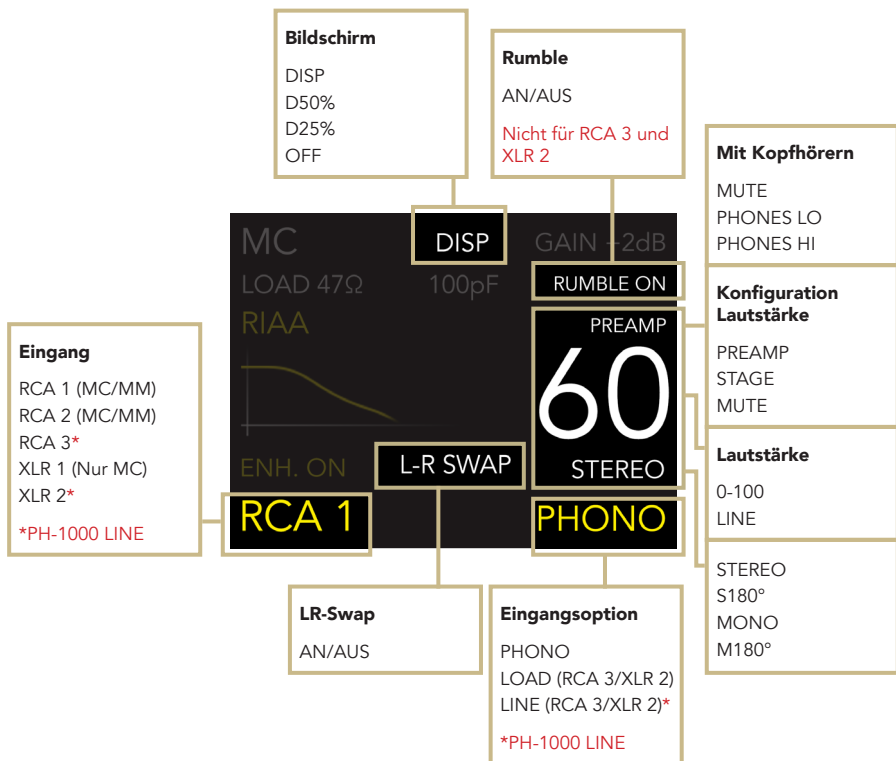 Bildschirm
DISP
D50%
D25%
OFF
Rumble
AN/AUS
Nicht für RCA 3 und
XLR 2
Mit Kopfhörern
MUTE
PHONES LO
PHONES HI
Konfiguration
Lautstärke
PREAMP
STAGE
MUTE
Lautstärke
0-100
LINE
STEREO
S180°
MONO
M180°
Eingang
RCA 1 (MC/MM)
RCA 2 (MC/MM)
RCA 3*
XLR 1 (Nur MC)
XLR 2*
*PH-1000 LINE
MC DISP GAIN +2dB
LOAD 47Ω 100pF RUMBLE ON
RIAA PREAMP
60
ENH. ON L-R SWAP STEREO
RCA 1 PHONO
LR-Swap
AN/AUS
Eingangsoption
PHONO
LOAD (RCA 3/XLR 2)
LINE (RCA 3/XLR 2)*
*PH-1000 LINE